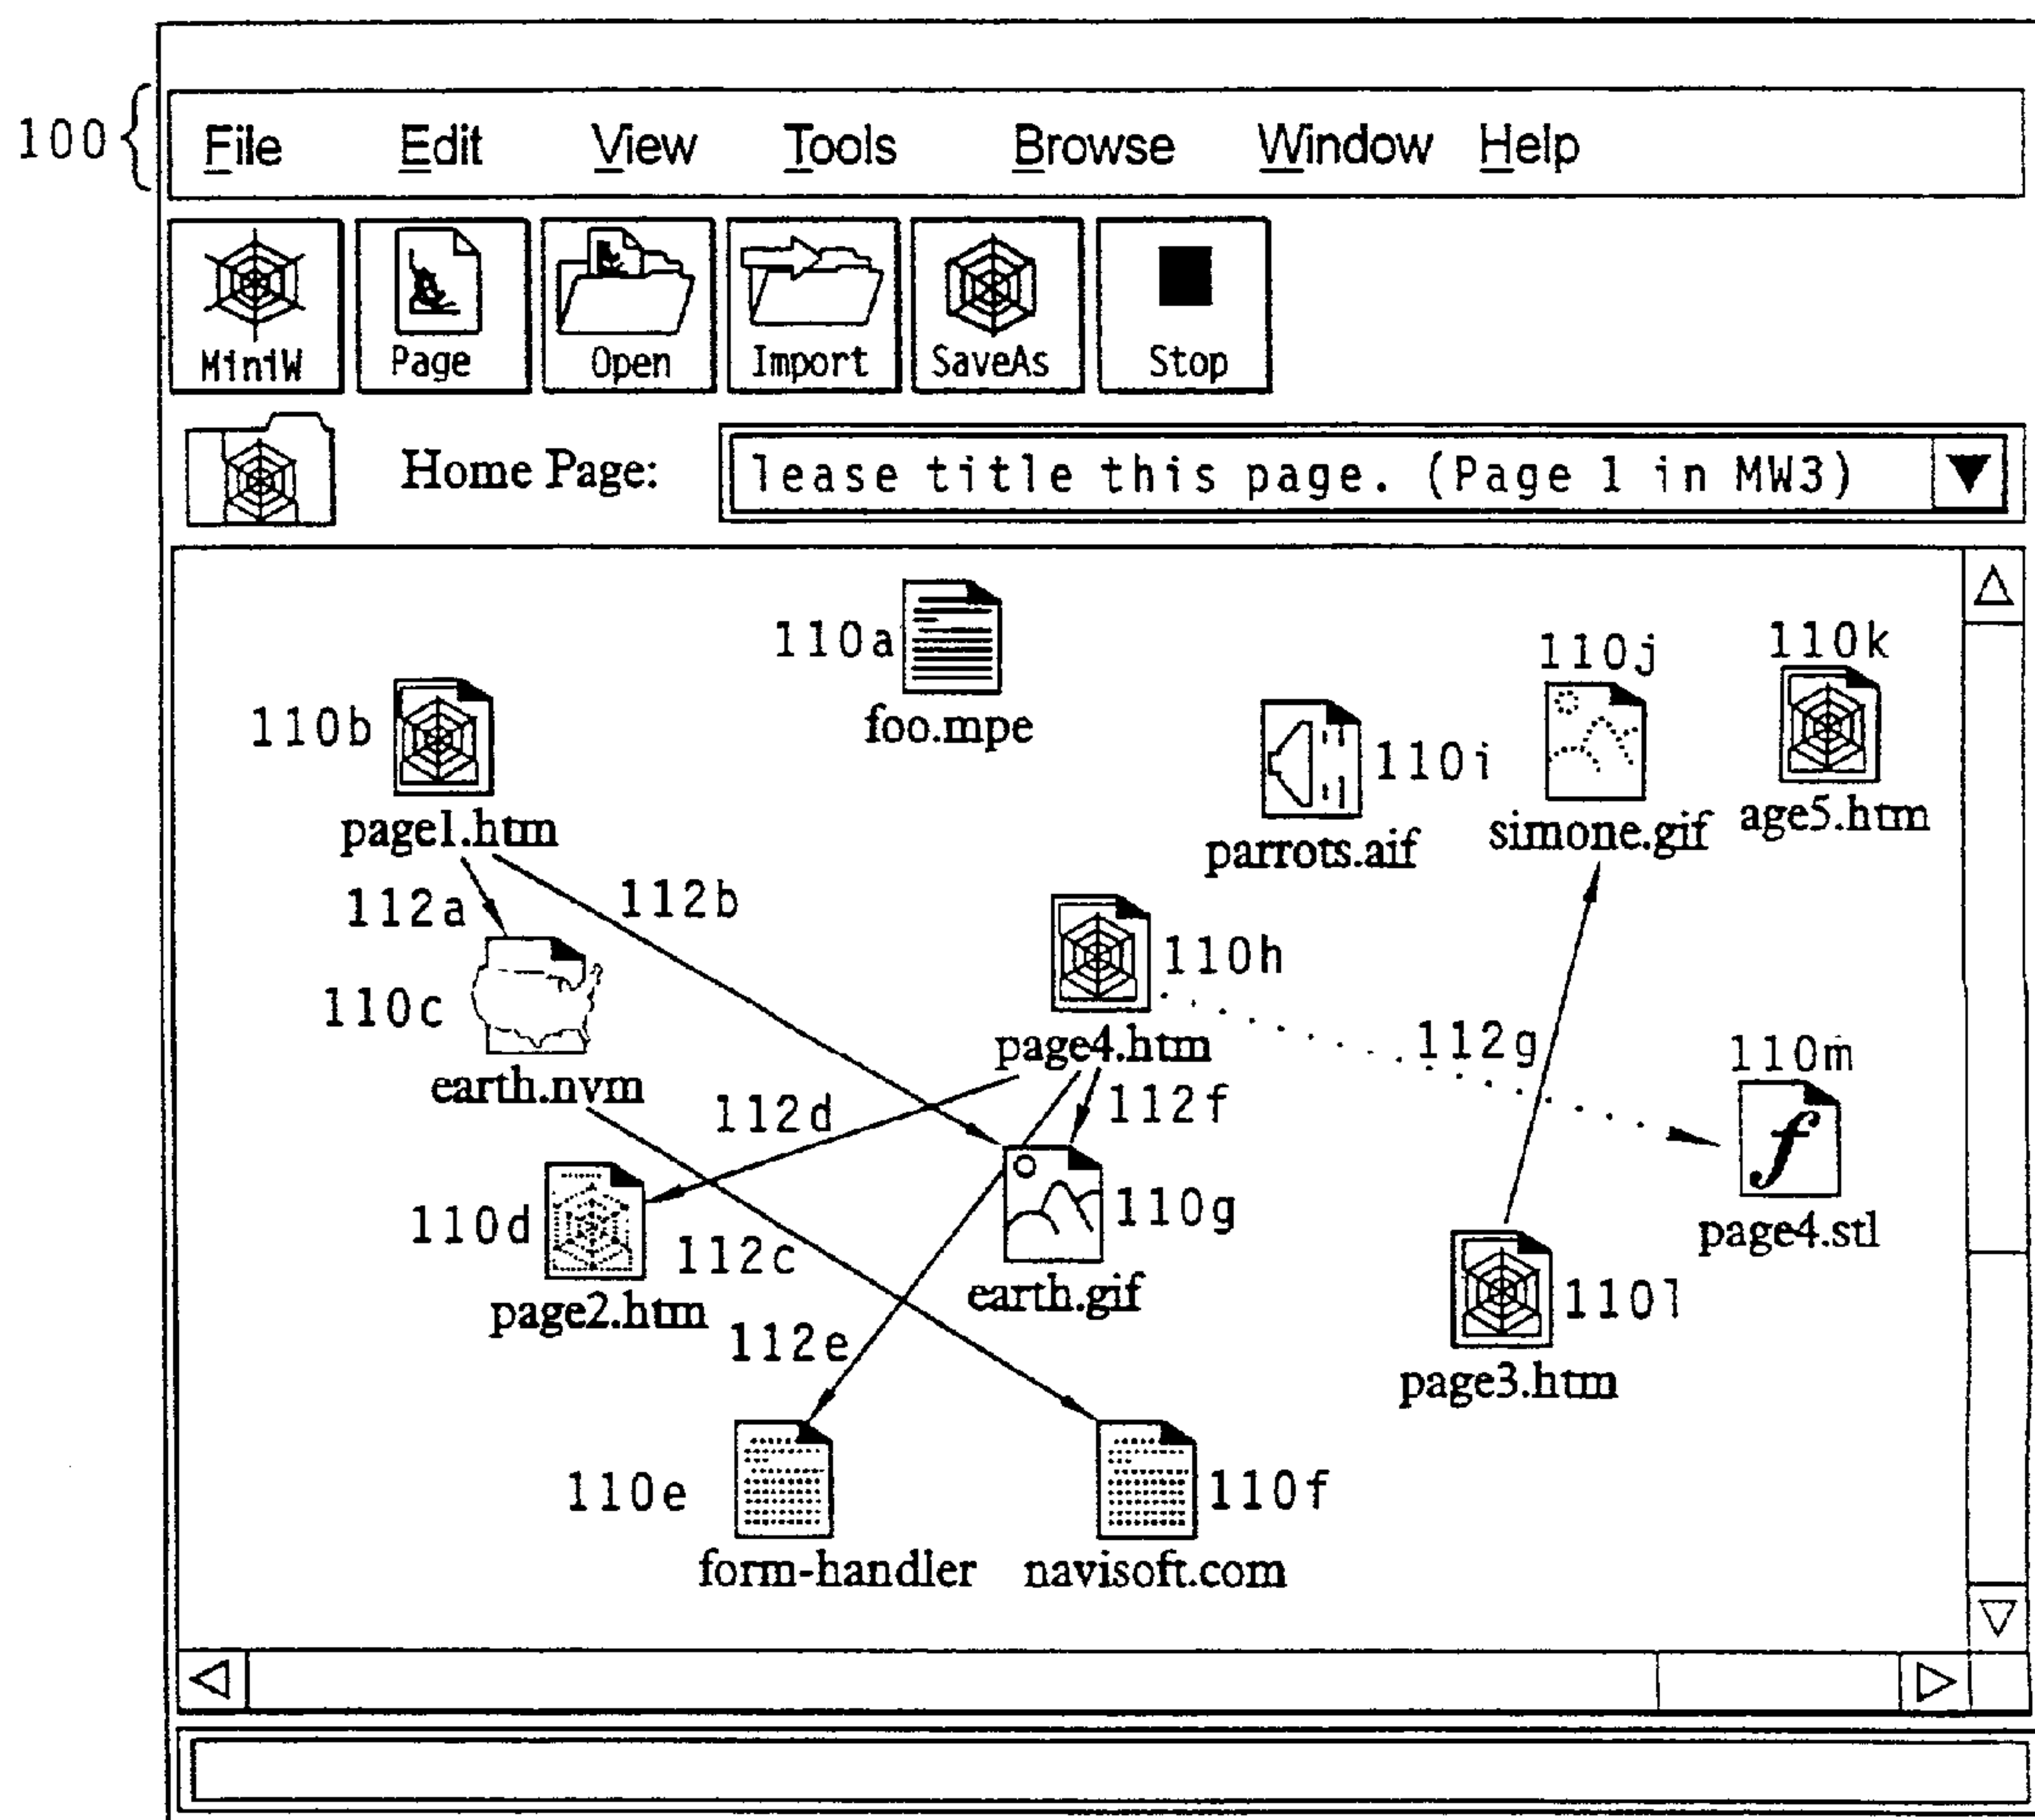 100
File Edit View Tools Browse Window Help
MiniW Page Open Import SaveAs Stop
Home Page: lease title this page. (Page 1 in MW3)
110a
foo.mpe
110j
110k
110b
110i
page1.htm
parrots.aif
simone.gif
age5.htm
112a
112b
110h
110c
page4.htm
112g
110m
earth.nvm
112d
112f
110d
112c
110g
page4.stl
page2.htm
earth.gif
110l
112e
page3.htm
110e
110f
form-handler
navisoft.com
f